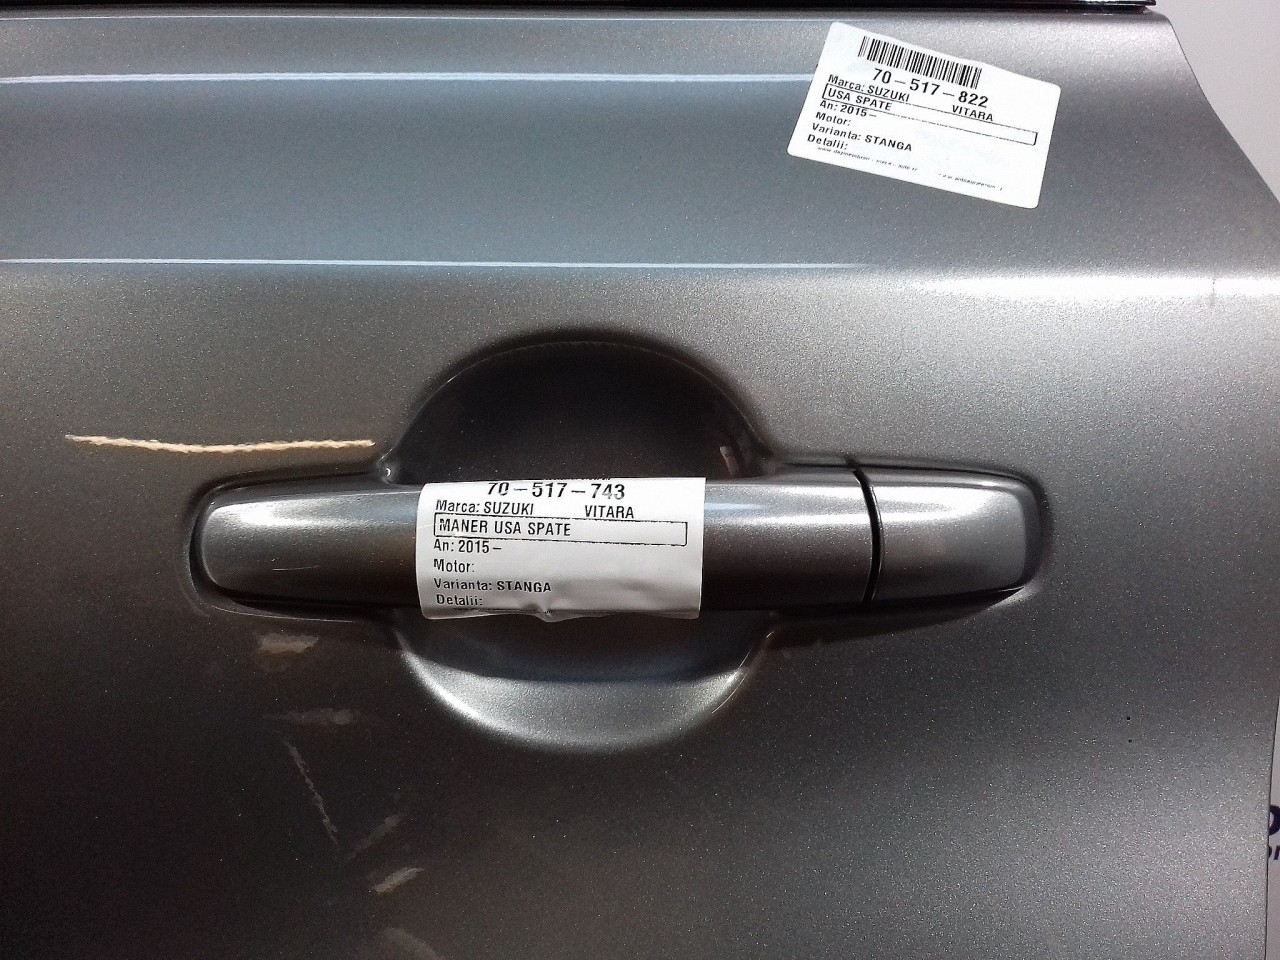 70-517-822
Marca: SUZUKI VITARA
USA SPATE
An: 2015-
Motor:
Varianta: STANGA
Detalii:
70-517-743
Marca: SUZUKI VITARA
MANER USA SPATE
An: 2015-
Motor:
Varianta: STANGA
Detalii: